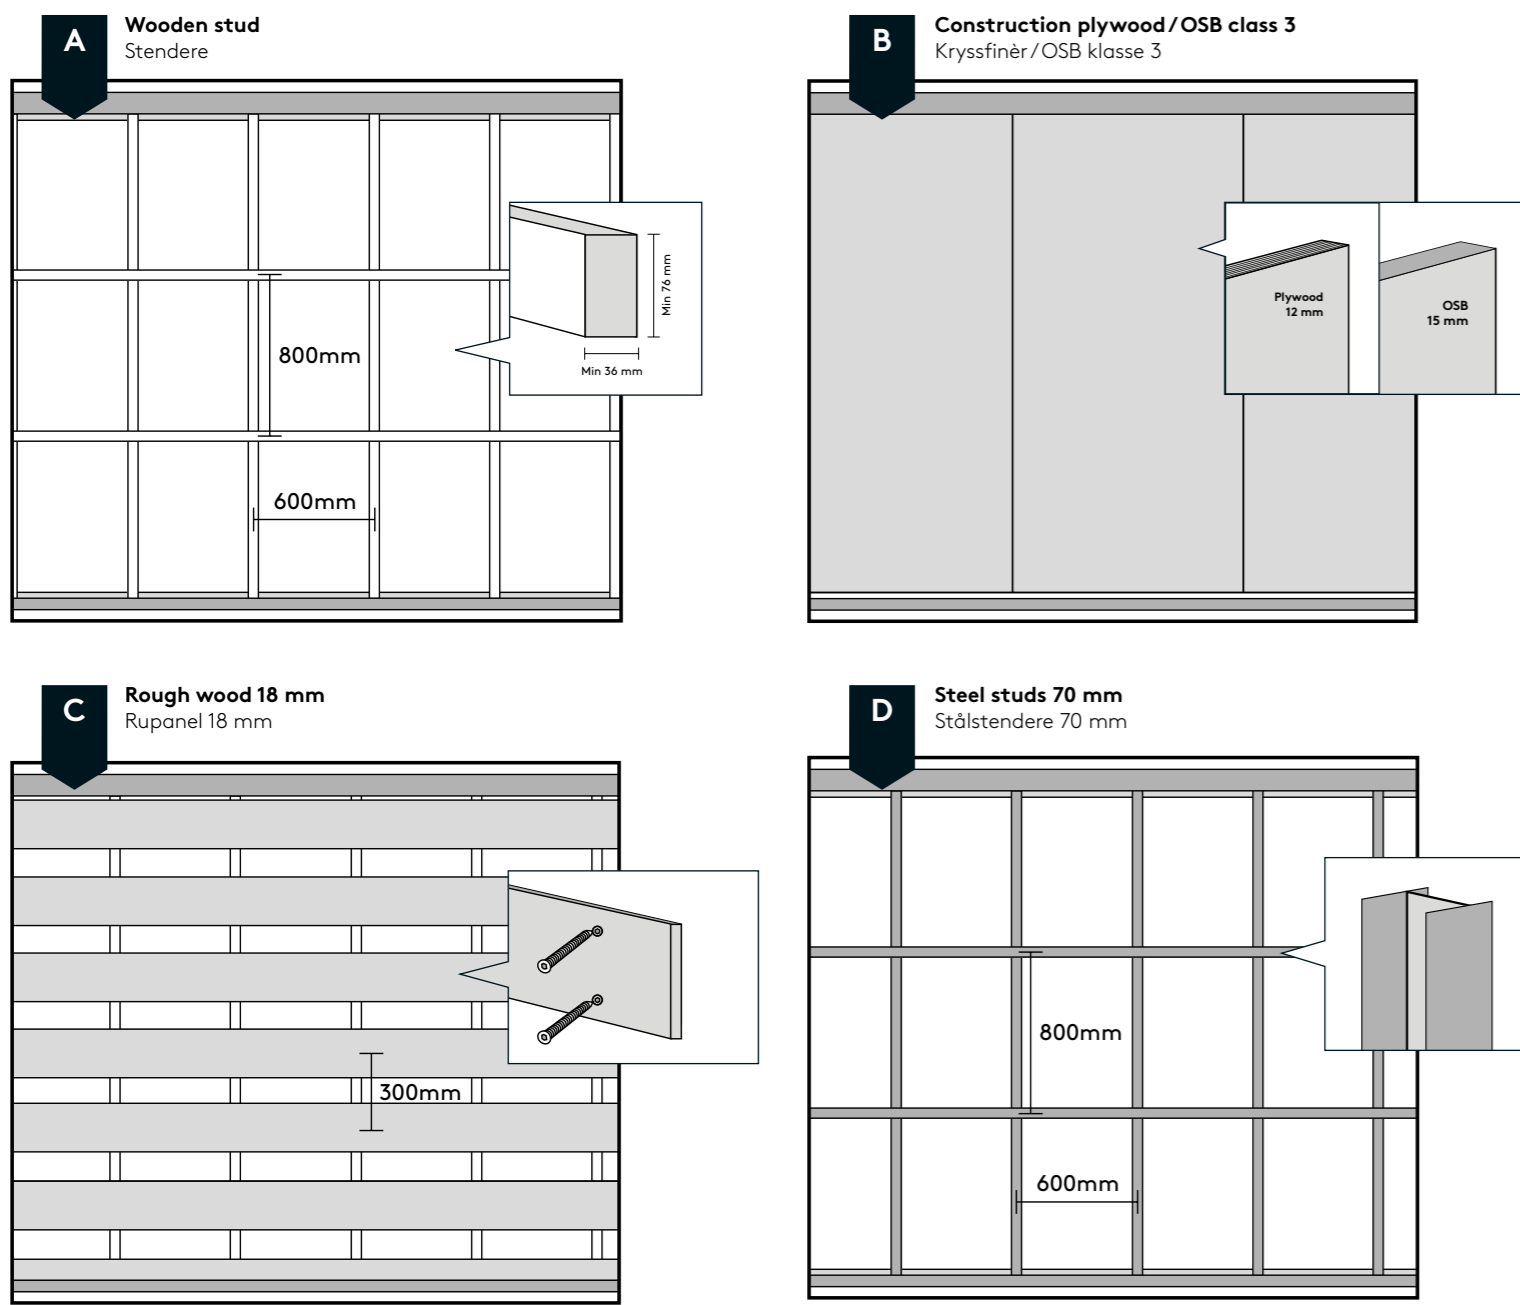 A
Wooden stud
Stendere
Min 76 mm
Min 36 mm
800mm
600mm
B
Construction plywood / OSB class 3
Kryssfinèr / OSB klasse 3
Plywood
12 mm
OSB
15 mm
C
Rough wood 18 mm
Rupanel 18 mm
300mm
D
Steel studs 70 mm
Stålstendere 70 mm
800mm
600mm